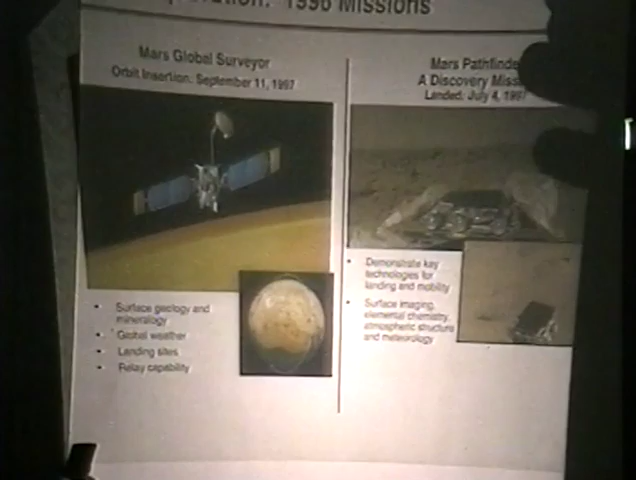 1996 Missions
Mars Global Surveyor
Orbit Insertion: September 11, 1997
• Surface geology and
mineralogy
• Global weather
• Landing sites
• Relay capability
Mars Pathfinde
A Discovery Miss
Landed: July 4, 1997
• Demonstrate key
technologies for
landing and mobility
• Surface imaging,
elemental chemistry,
atmospheric structure
and meteorology